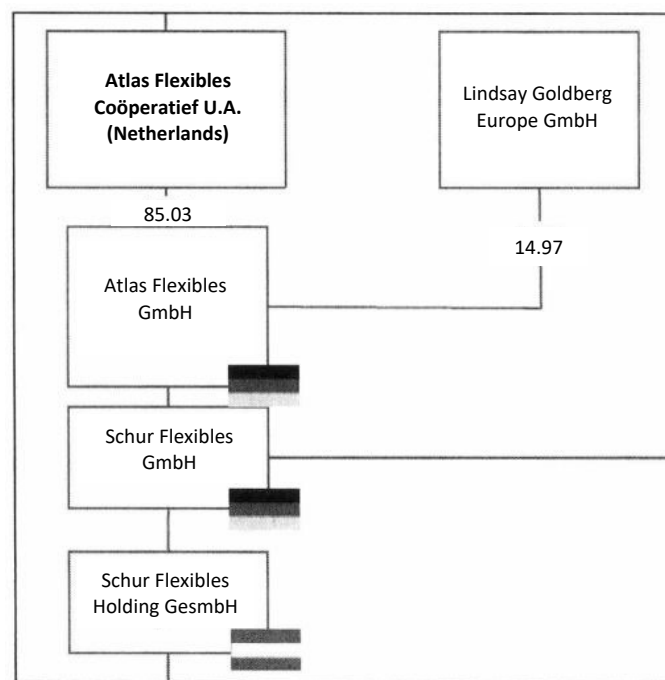 Atlas Flexibles
Coöperatief U.A.
(Netherlands)
Lindsay Goldberg
Europe GmbH
85.03
14.97
Atlas Flexibles
GmbH
Schur Flexibles
GmbH
Schur Flexibles
Holding GesmbH